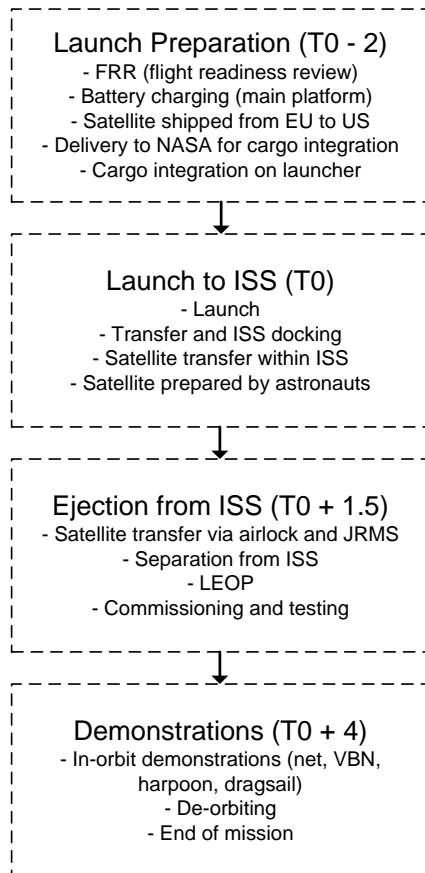 Launch Preparation (T0 - 2)
- FRR (flight readiness review)
- Battery charging (main platform)
- Satellite shipped from EU to US
- Delivery to NASA for cargo integration
- Cargo integration on launcher
Launch to ISS (T0)
- Launch
- Transfer and ISS docking
- Satellite transfer within ISS
- Satellite prepared by astronauts
Ejection from ISS (T0 + 1.5)
- Satellite transfer via airlock and JRMS
- Separation from ISS
- LEOP
- Commissioning and testing
Demonstrations (T0 + 4)
- In-orbit demonstrations (net, VBN,
harpoon, dragsail)
- De-orbiting
- End of mission